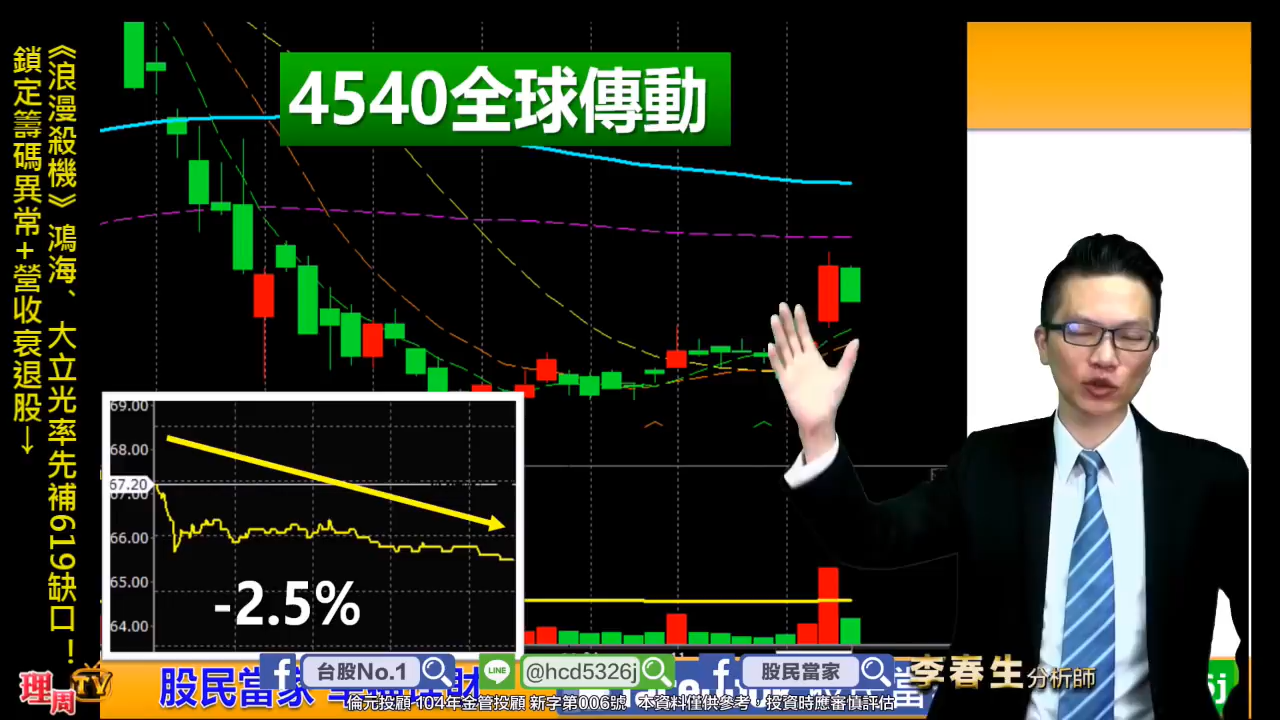 《浪漫殺機》鴻海、大立光率先補619缺口！
鎖定籌碼異常+營收衰退股↓
4540全球傳動
69.00
68.00
67.20
67.00
66.00
65.00
64.00
-2.5%
股民當家
台股No.1
LINE
@hcd5326j
股民當家
李春生分析師
理周TV
倫元投顧 104年金管投顧 新字第006號 本資料僅供參考，投資時應審慎評估